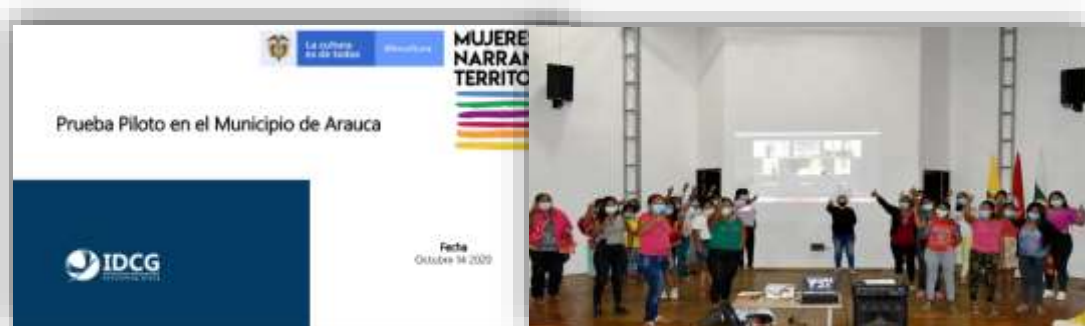 La cultura
es de todos
Mincultura
MUJERE
NARRAN
TERRITO
Prueba Piloto en el Municipio de Arauca
IDCG
Fecha
Octubre 14 2020